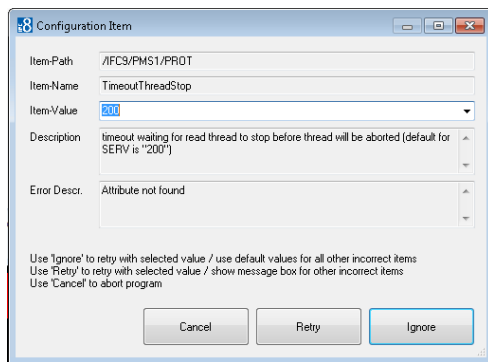 Configuration Item
Item-Path /IFC9/PMS1/PROT
Item-Name TimeoutThreadStop
Item-Value 200
Description timeout waiting for read thread to stop before thread will be aborted (default for
SERV is "200")
Error Descr. Attribute not found
Use 'Ignore' to retry with selected value / use default values for all other incorrect items
Use 'Retry' to retry with selected value / show message box for other incorrect items
Use 'Cancel' to abort program
Cancel Retry Ignore